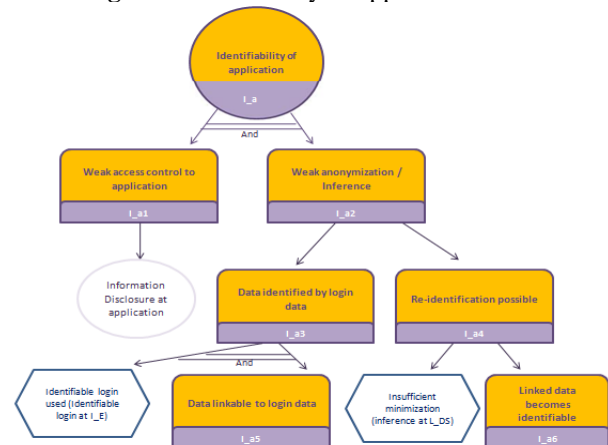 Identifiability of
application
I_a
And
Weak access control to
application
I_a1
Weak anonymization /
Inference
I_a2
Information
Disclosure at
application
Data identified by login
data
I_a3
Re-identification possible
I_a4
And
Identifiable login
used (Identifiable
login at I_E)
Data linkable to login data
I_a5
Insufficient
minimization
(inference at L_DS)
Linked data
becomes
identifiable
I_a6